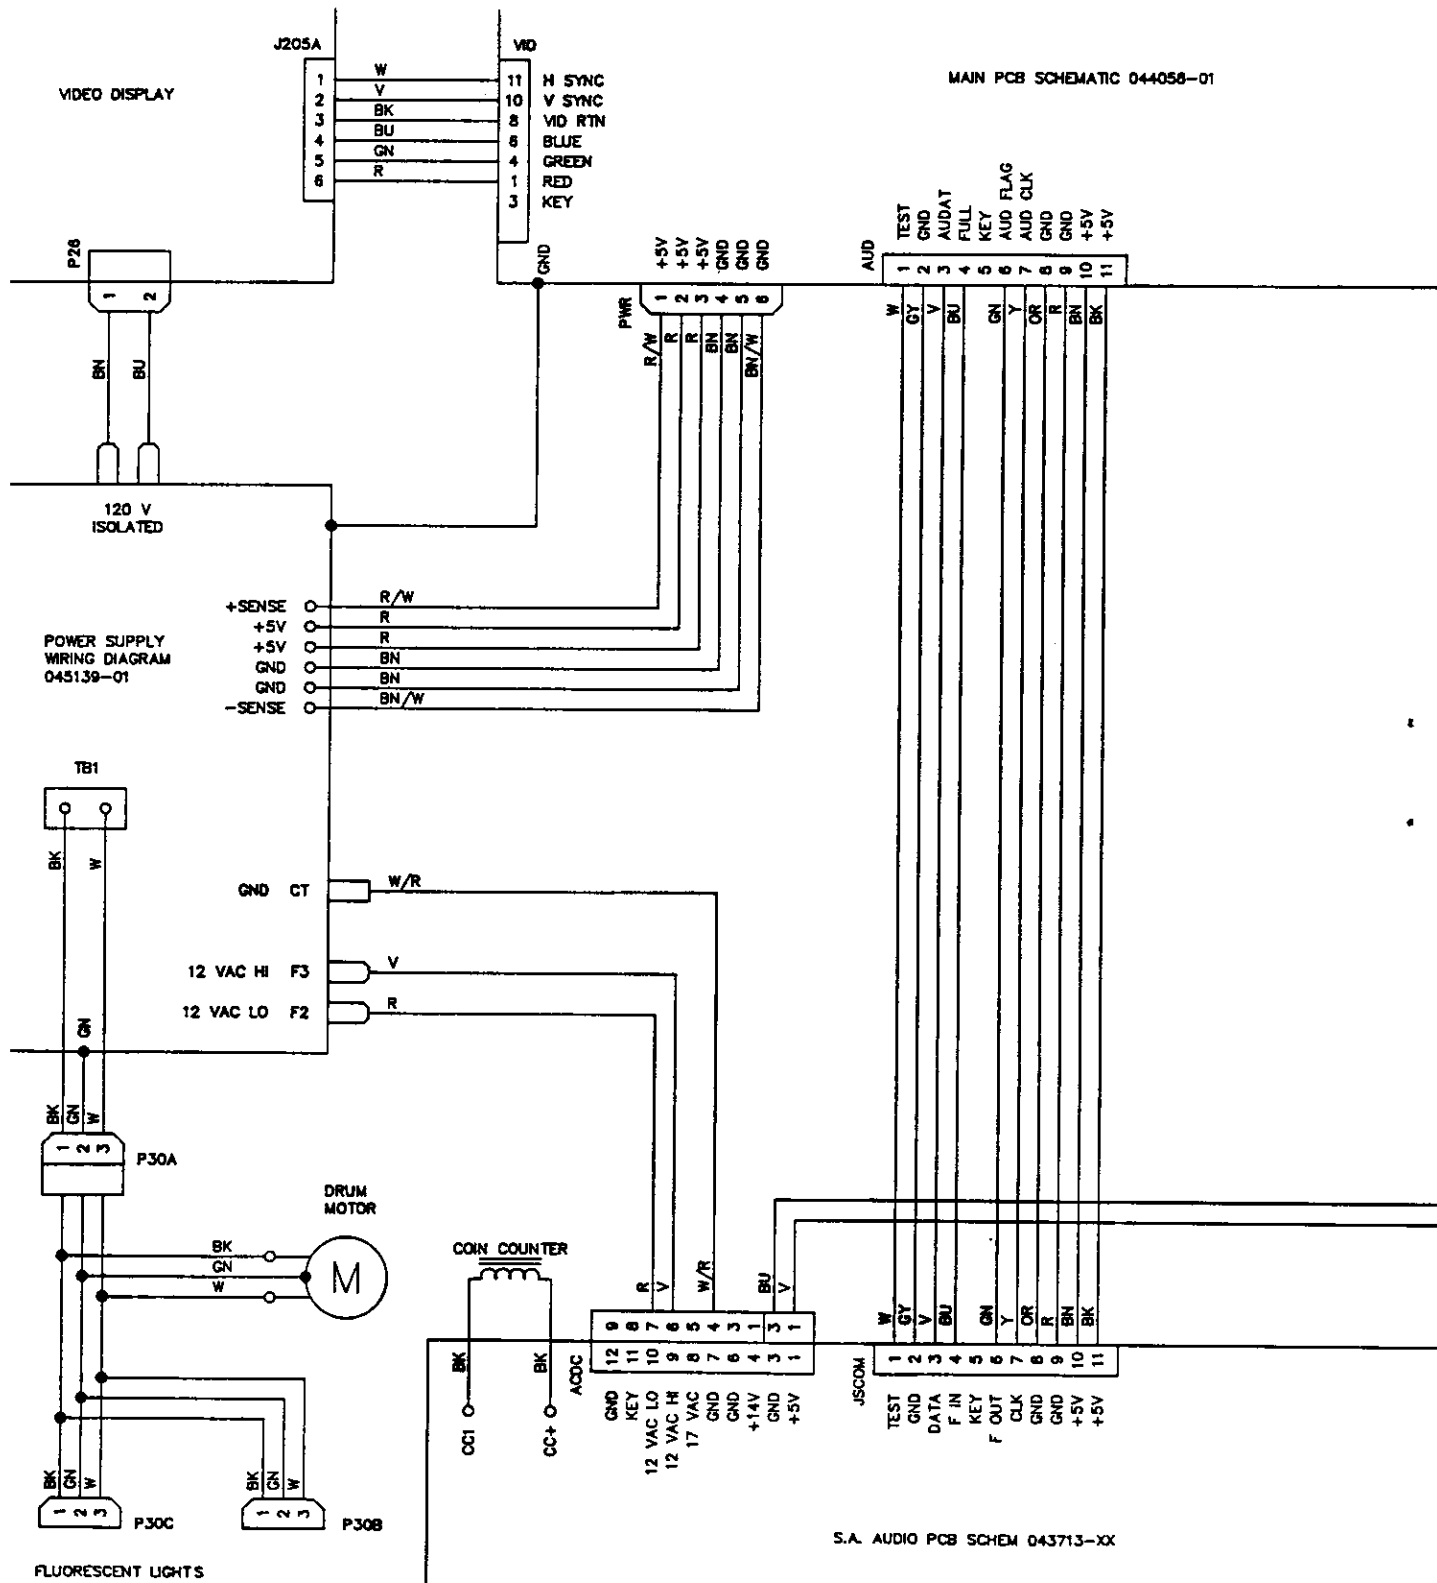 J205A
VID
VIDEO DISPLAY
MAIN PCB SCHEMATIC 044058-01
1 W 11 H SYNC
2 V 10 V SYNC
3 BK 8 VID RTN
4 BU 6 BLUE
5 GN 4 GREEN
6 R 1 RED
3 KEY
GND
P26
1 2
BN BU
120 V
ISOLATED
PWR
+5V +5V +5V GND GND GND
1 2 3 4 5 6
R/W R R BN BN BN/W
AUD
TEST GND AUDAT FULL KEY AUD FLAG AUD CLK GND GND +5V +5V
1 2 3 4 5 6 7 8 9 10 11
W GY V BU GN Y OR R BN BK
POWER SUPPLY
WIRING DIAGRAM
045139-01
+SENSE R/W
+5V R
+5V R
GND BN
GND BN
-SENSE BN/W
TB1
BK W
GND CT W/R
12 VAC HI F3 V
12 VAC LO F2 R
GN
BK GN W
1 2 3
P30A
DRUM
MOTOR
BK
GN
W
M
COIN COUNTER
BK BK
CC1 CC+
R V W/R BU V
9 8 7 6 5 4 3 1 3 1
ACDC
12 11 10 9 8 7 6 4 3 1
GND KEY 12 VAC LO 12 VAC HI 17 VAC GND GND +14V GND +5V
W GY V BU GN Y OR R BN BK
JSCOM
1 2 3 4 5 6 7 8 9 10 11
TEST GND DATA F IN KEY F OUT CLK GND GND +5V +5V
BK GN W
1 2 3
P30C
BK GN W
1 2 3
P30B
S.A. AUDIO PCB SCHEM 043713-XX
FLUORESCENT LIGHTS